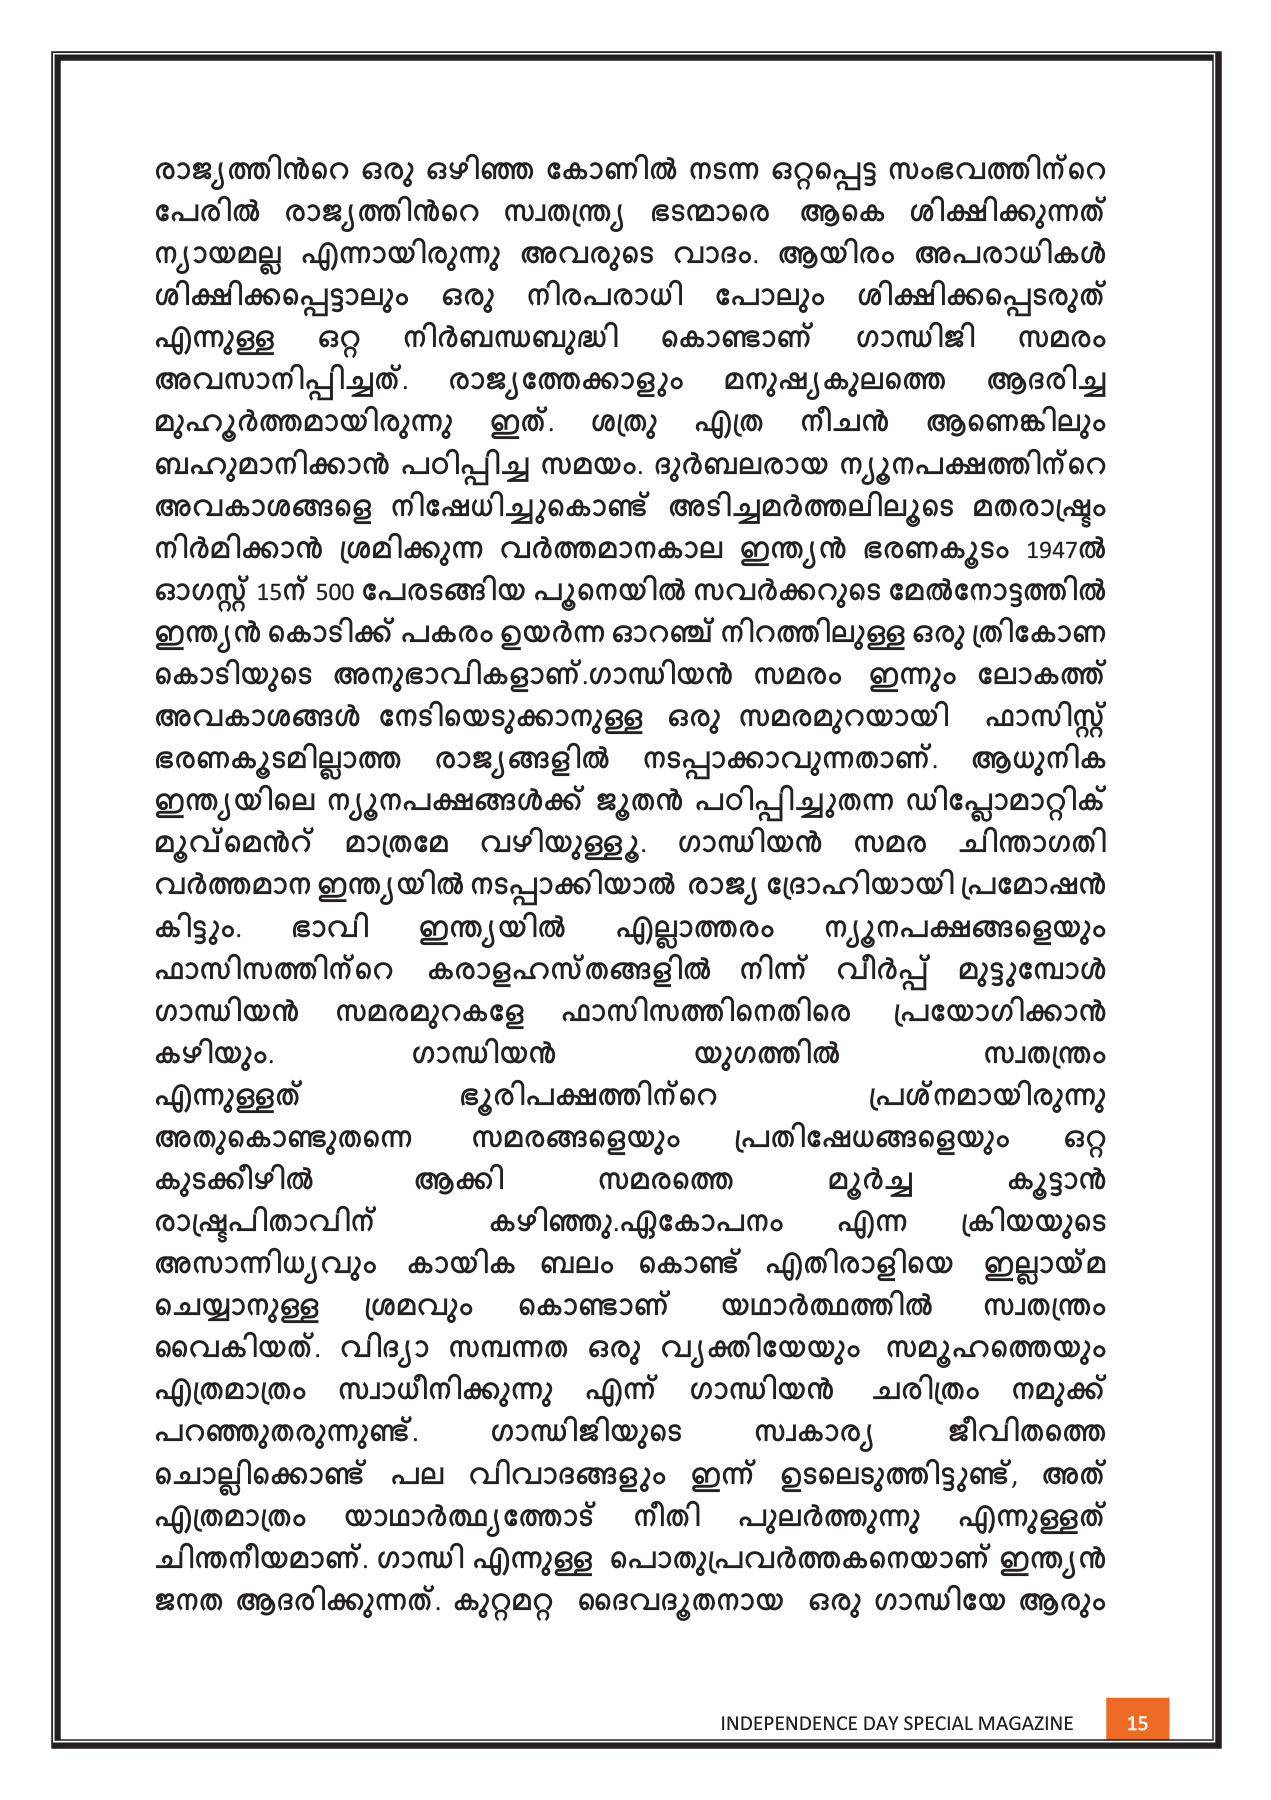 രാജ്യത്തിൻറെ ഒരു ഒഴിഞ്ഞ കോണിൽ നടന്ന ഒറ്റപ്പെട്ട സംഭവത്തിന്റെ
പേരിൽ രാജ്യത്തിൻറെ സ്വതന്ത്ര്യ ഭടന്മാരെ ആകെ ശിക്ഷിക്കുന്നത്
ന്യായമല്ല എന്നായിരുന്നു അവരുടെ വാദം. ആയിരം അപരാധികൾ
ശിക്ഷിക്കപ്പെട്ടാലും ഒരു നിരപരാധി പോലും ശിക്ഷിക്കപ്പെടരുത്
എന്നുള്ള ഒറ്റ നിർബന്ധബുദ്ധി കൊണ്ടാണ് ഗാന്ധിജി സമരം
അവസാനിപ്പിച്ചത്. രാജ്യത്തേക്കാളും മനുഷ്യകുലത്തെ ആദരിച്ച
മുഹൂർത്തമായിരുന്നു ഇത്. ശത്രു എത്ര നീചൻ ആണെങ്കിലും
ബഹുമാനിക്കാൻ പഠിപ്പിച്ച സമയം. ദുർബലരായ ന്യൂനപക്ഷത്തിന്റെ
അവകാശങ്ങളെ നിഷേധിച്ചുകൊണ്ട് അടിച്ചമർത്തലിലൂടെ മതരാഷ്ട്രം
നിർമിക്കാൻ ശ്രമിക്കുന്ന വർത്തമാനകാല ഇന്ത്യൻ ഭരണകൂടം 1947ൽ
ഓഗസ്റ്റ് 15ന് 500 പേരടങ്ങിയ പൂനെയിൽ സവർക്കറുടെ മേൽനോട്ടത്തിൽ
ഇന്ത്യൻ കൊടിക്ക് പകരം ഉയർന്ന ഓറഞ്ച് നിറത്തിലുള്ള ഒരു ത്രികോണ
കൊടിയുടെ അനുഭാവികളാണ്.ഗാന്ധിയൻ സമരം ഇന്നും ലോകത്ത്
അവകാശങ്ങൾ നേടിയെടുക്കാനുള്ള ഒരു സമരമുറയായി ഫാസിസ്റ്റ്
ഭരണകൂടമില്ലാത്ത രാജ്യങ്ങളിൽ നടപ്പാക്കാവുന്നതാണ്. ആധുനിക
ഇന്ത്യയിലെ ന്യൂനപക്ഷങ്ങൾക്ക് ജൂതൻ പഠിപ്പിച്ചുതന്ന ഡിപ്ലോമാറ്റിക്
മൂവ്മെൻറ് മാത്രമേ വഴിയുള്ളൂ. ഗാന്ധിയൻ സമര ചിന്താഗതി
വർത്തമാന ഇന്ത്യയിൽ നടപ്പാക്കിയാൽ രാജ്യ ദ്രോഹിയായി പ്രമോഷൻ
കിട്ടും. ഭാവി ഇന്ത്യയിൽ എല്ലാത്തരം ന്യൂനപക്ഷങ്ങളെയും
ഫാസിസത്തിന്റെ കരാളഹസ്തങ്ങളിൽ നിന്ന് വീർപ്പ് മുട്ടുമ്പോൾ
ഗാന്ധിയൻ സമരമുറകളേ ഫാസിസത്തിനെതിരെ പ്രയോഗിക്കാൻ
കഴിയും. ഗാന്ധിയൻ യുഗത്തിൽ സ്വതന്ത്രം
എന്നുള്ളത് ഭൂരിപക്ഷത്തിന്റെ പ്രശ്നമായിരുന്നു
അതുകൊണ്ടുതന്നെ സമരങ്ങളെയും പ്രതിഷേധങ്ങളെയും ഒറ്റ
കുടക്കീഴിൽ ആക്കി സമരത്തെ മൂർച്ച കൂട്ടാൻ
രാഷ്ട്രപിതാവിന് കഴിഞ്ഞു.ഏകോപനം എന്ന ക്രിയയുടെ
അസാന്നിധ്യവും കായിക ബലം കൊണ്ട് എതിരാളിയെ ഇല്ലായ്മ
ചെയ്യാനുള്ള ശ്രമവും കൊണ്ടാണ് യഥാർത്ഥത്തിൽ സ്വതന്ത്രം
വൈകിയത്. വിദ്യാ സമ്പന്നത ഒരു വ്യക്തിയേയും സമൂഹത്തെയും
എത്രമാത്രം സ്വാധീനിക്കുന്നു എന്ന് ഗാന്ധിയൻ ചരിത്രം നമുക്ക്
പറഞ്ഞുതരുന്നുണ്ട്. ഗാന്ധിജിയുടെ സ്വകാര്യ ജീവിതത്തെ
ചൊല്ലിക്കൊണ്ട് പല വിവാദങ്ങളും ഇന്ന് ഉടലെടുത്തിട്ടുണ്ട്, അത്
എത്രമാത്രം യാഥാർത്ഥ്യത്തോട് നീതി പുലർത്തുന്നു എന്നുള്ളത്
ചിന്തനീയമാണ്. ഗാന്ധി എന്നുള്ള പൊതുപ്രവർത്തകനെയാണ് ഇന്ത്യൻ
ജനത ആദരിക്കുന്നത്. കുറ്റമറ്റ ദൈവദൂതനായ ഒരു ഗാന്ധിയേ ആരും
INDEPENDENCE DAY SPECIAL MAGAZINE 15